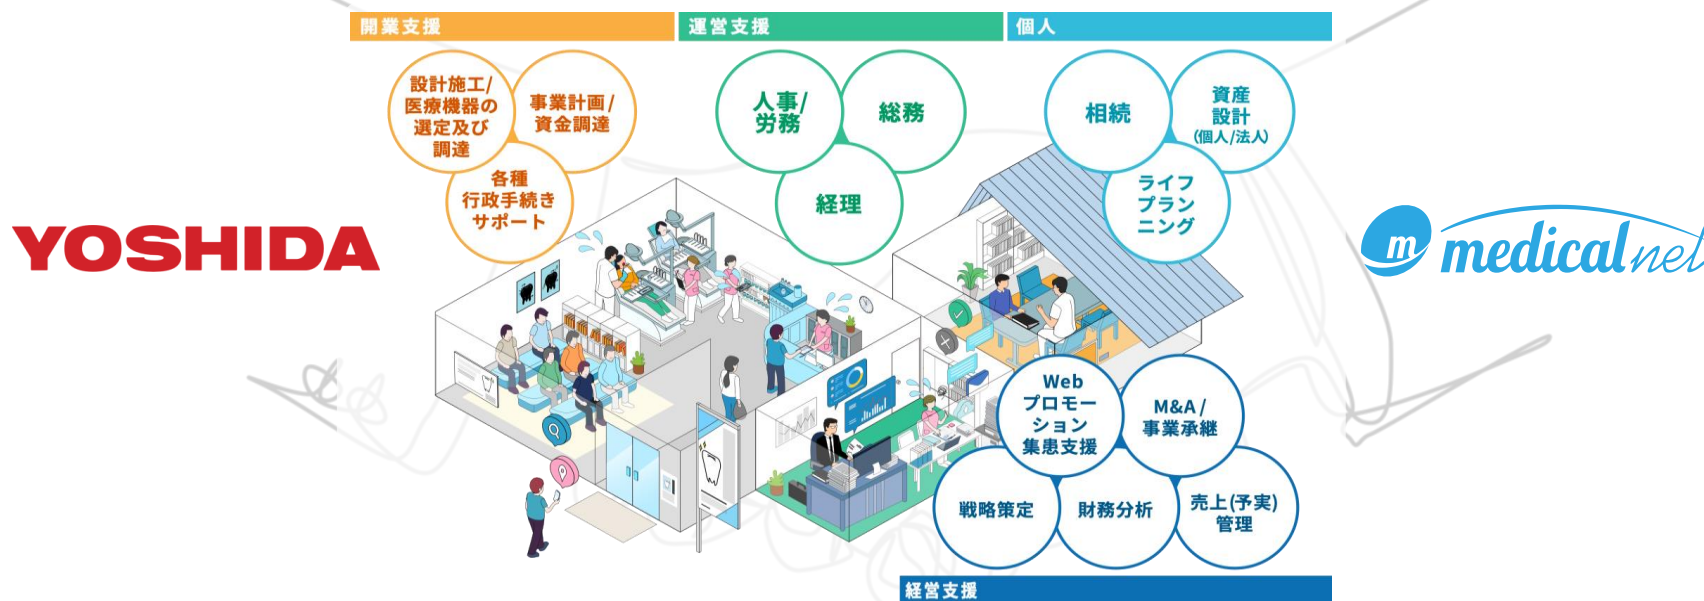 開業支援
運営支援
個人
設計施工/
医療機器の
選定及び
調達
事業計画/
資金調達
各種
行政手続き
サポート
人事/
労務
総務
経理
相続
資産
設計
(個人/法人)
ライフ
プラン
ニング
YOSHIDA
m medicalnet
Web
プロモー
ション
集患支援
M&A/
事業承継
戦略策定
財務分析
売上(予実)
管理
経営支援